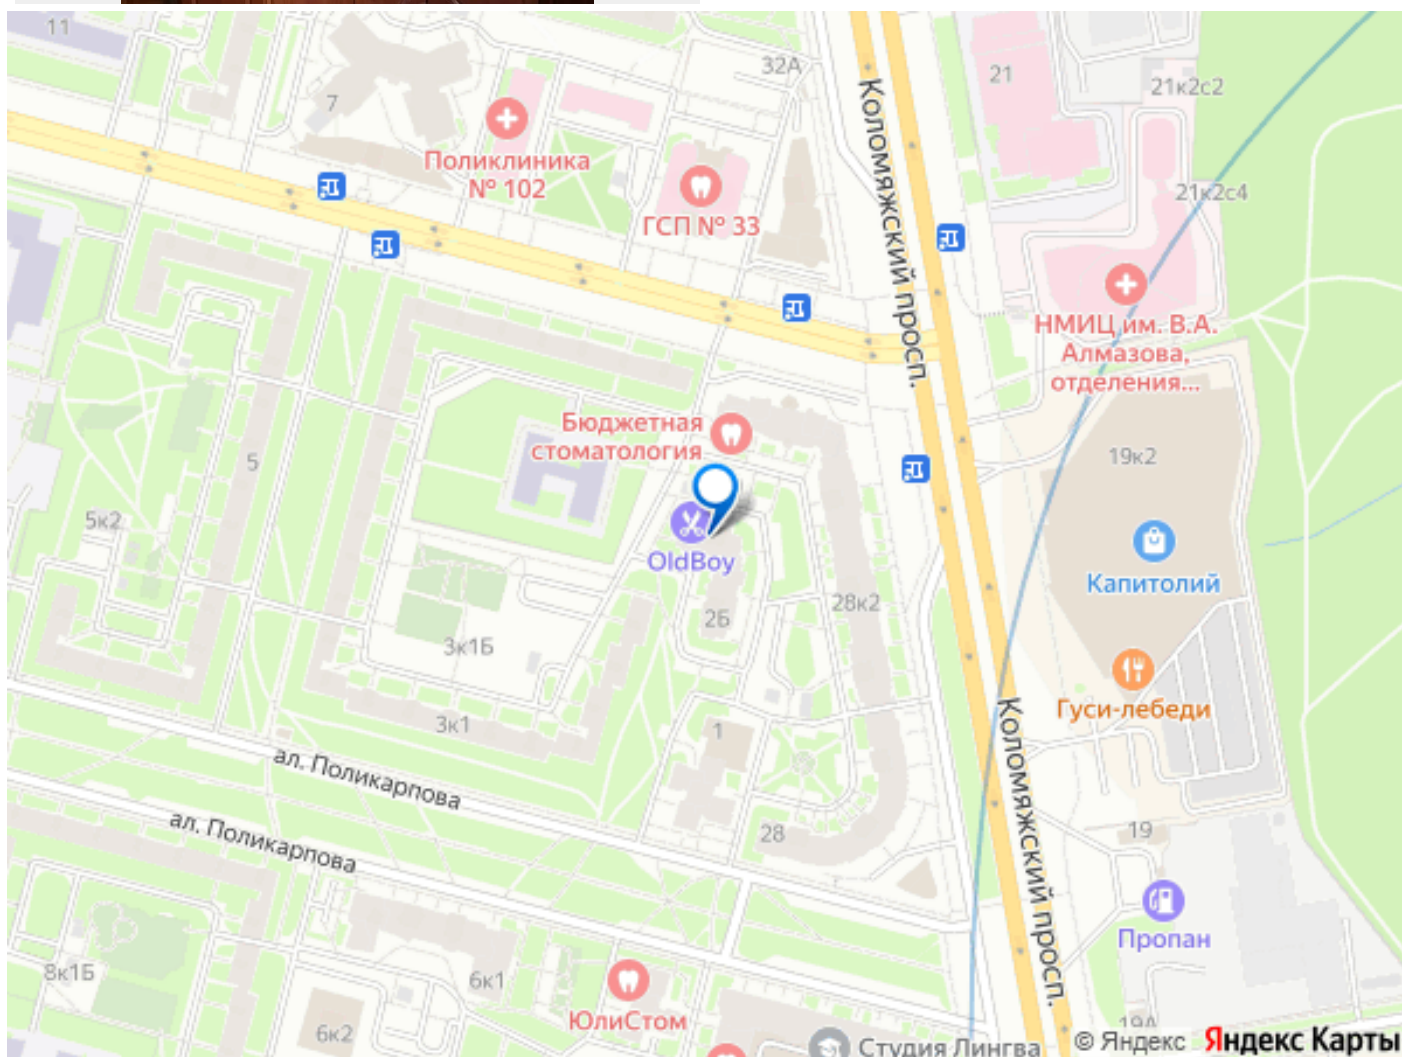 11
32А
21
21к2с2
7
Поликлиника
№ 102
Коломяжский просп.
21к2с4
ГСП № 33
НМИЦ им. В.А.
Алмазова,
отделения...
Бюджетная
стоматология
19к2
5
5к2
OldBoy
Капитолий
28к2
2Б
3к1Б
Гуси-лебеди
3к1
1
Коломяжский просп.
ал. Поликарпова
ал. Поликарпова
28
19
Пропан
8к1Б
6к1
ЮлиСтом
6к2
19А
Студия Лингва
© Яндекс Яндекс Карты